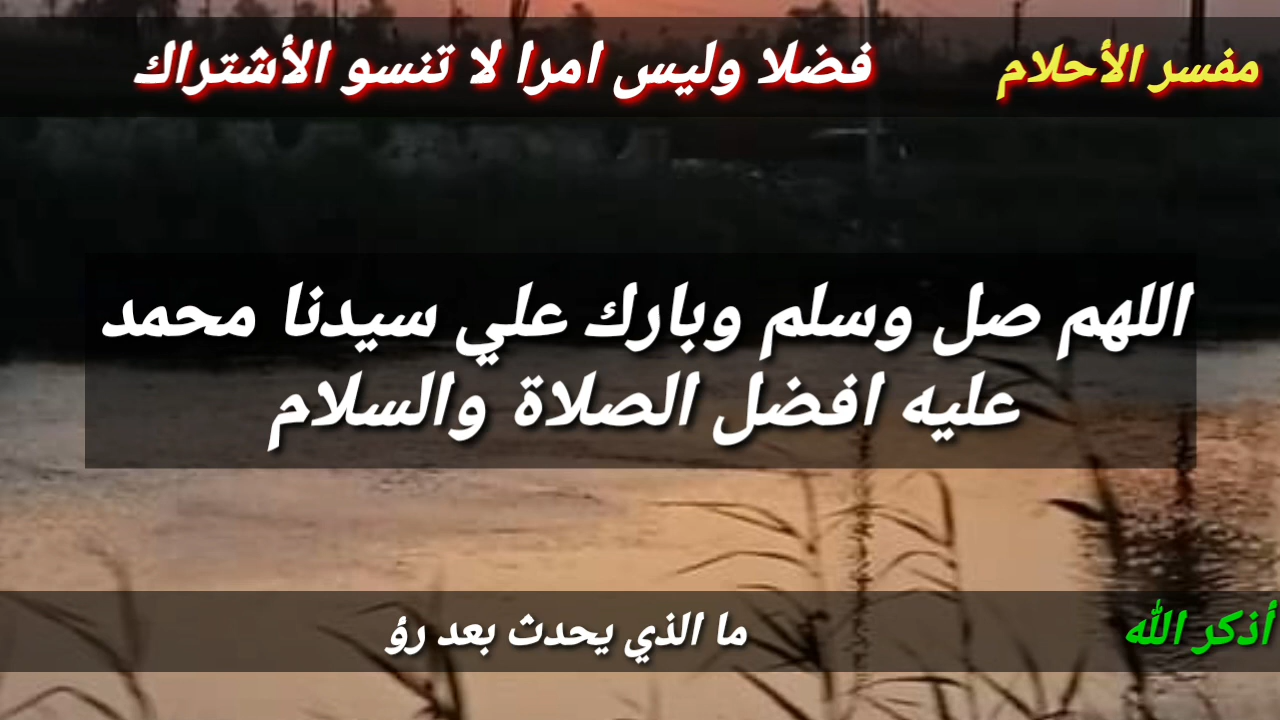 مفسر الأحلام
فضلا وليس امرا لا تنسو الأشتراك
اللهم صل وسلم وبارك علي سيدنا محمد
عليه افضل الصلاة والسلام
أذكر الله
ما الذي يحدث بعد رؤ